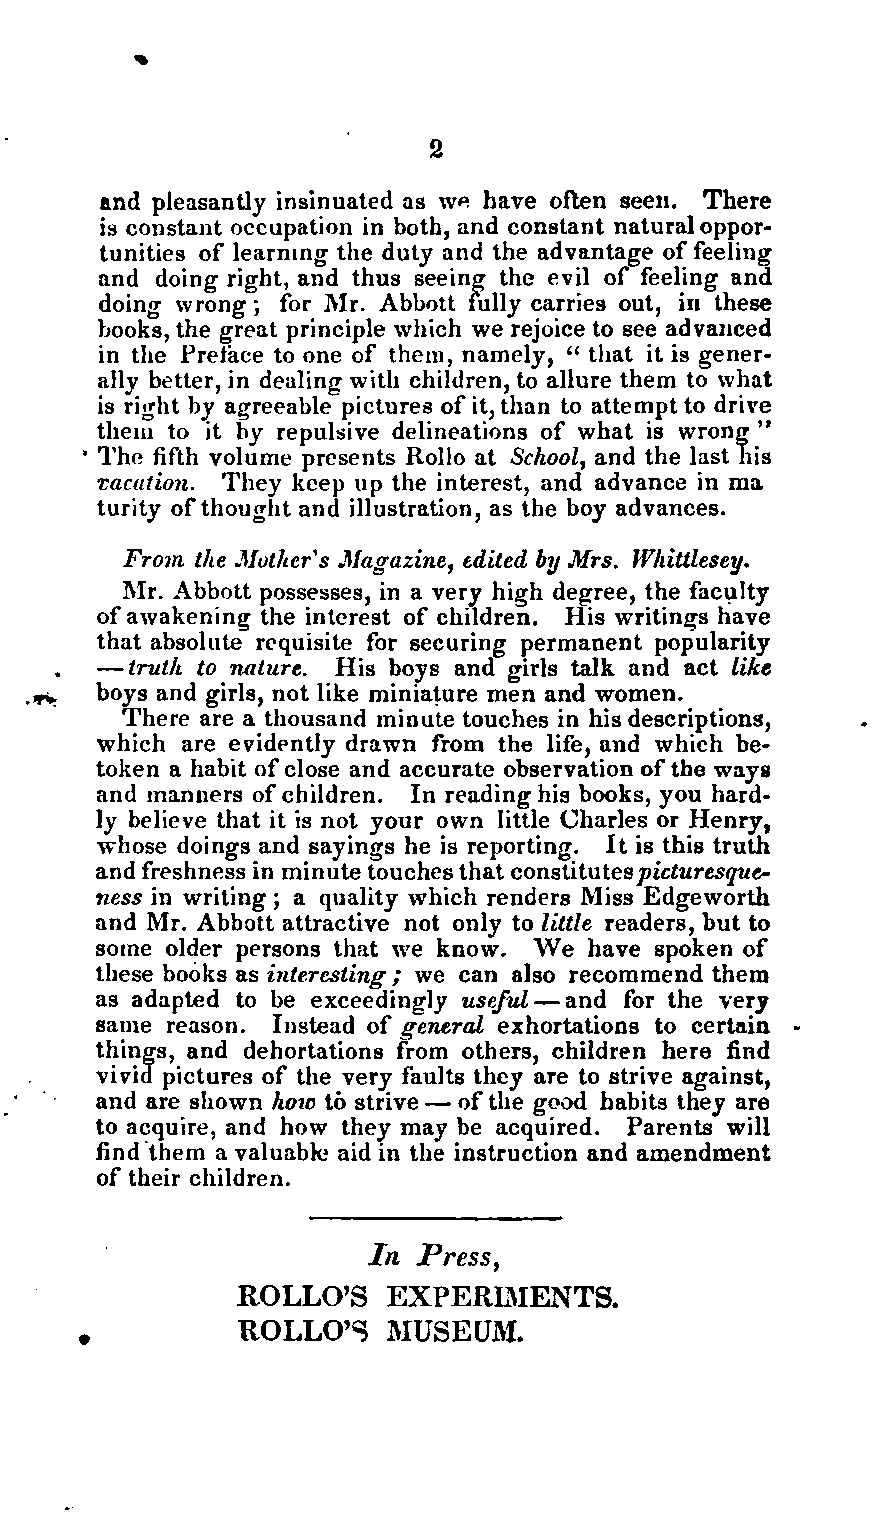 2
and pleasantly insinuated as we have often seen. There
is constant occupation in both, and constant natural oppor-
tunities of learning the duty and the advantage of feeling
and doing right, and thus seeing the evil of feeling and
doing wrong; for Mr. Abbott fully carries out, in these
books, the great principle which we rejoice to see advanced
in the Preface to one of them, namely, “ that it is gener-
ally better, in dealing with children, to allure them to what
is right by agreeable pictures of it, than to attempt to drive
them to it by repulsive delineations of what is wrong ”
The fifth volume presents Rollo at School, and the last his
vacation. They keep up the interest, and advance in ma
turity of thought and illustration, as the boy advances.
From the Mother's Magazine, edited by Mrs. Whittlesey.
Mr. Abbott possesses, in a very high degree, the faculty
of awakening the interest of children. His writings have
that absolute requisite for securing permanent popularity
—truth to nature. His boys and girls talk and act like
boys and girls, not like miniature men and women.
There are a thousand minute touches in his descriptions,
which are evidently drawn from the life, and which be-
token a habit of close and accurate observation of the ways
and manners of children. In reading his books, you hard-
ly believe that it is not your own little Charles or Henry,
whose doings and sayings he is reporting. It is this truth
and freshness in minute touches that constitutes picturesque-
ness in writing; a quality which renders Miss Edgeworth
and Mr. Abbott attractive not only to little readers, but to
some older persons that we know. We have spoken of
these books as interesting; we can also recommend them
as adapted to be exceedingly useful — and for the very
same reason. Instead of general exhortations to certain
things, and dehortations from others, children here find
vivid pictures of the very faults they are to strive against,
and are shown how to strive — of the good habits they are
to acquire, and how they may be acquired. Parents will
find them a valuable aid in the instruction and amendment
of their children.
In Press,
ROLLO'S EXPERIMENTS.
ROLLO'S MUSEUM.